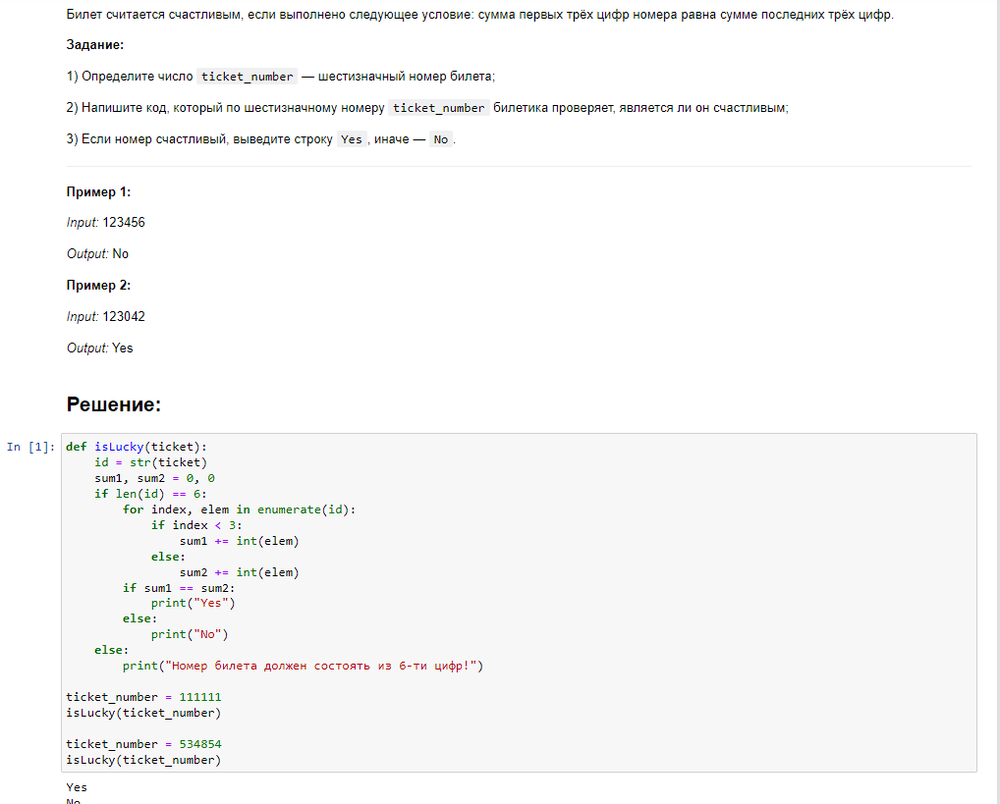 Билет считается счастливым, если выполнено следующее условие: сумма первых трёх цифр номера равна сумме последних трёх цифр.
Задание:
1) Определите число ticket_number — шестизначный номер билета;
2) Напишите код, который по шестизначному номеру ticket_number билетика проверяет, является ли он счастливым;
3) Если номер счастливый, выведите строку Yes , иначе — No .
Пример 1:
Input: 123456
Output: No
Пример 2:
Input: 123042
Output: Yes
Решение:
In [1]: def isLucky(ticket):
    id = str(ticket)
    sum1, sum2 = 0, 0
    if len(id) == 6:
        for index, elem in enumerate(id):
            if index < 3:
                sum1 += int(elem)
            else:
                sum2 += int(elem)
        if sum1 == sum2:
            print("Yes")
        else:
            print("No")
    else:
        print("Номер билета должен состоять из 6-ти цифр!")
ticket_number = 111111
isLucky(ticket_number)
ticket_number = 534854
isLucky(ticket_number)
Yes
No